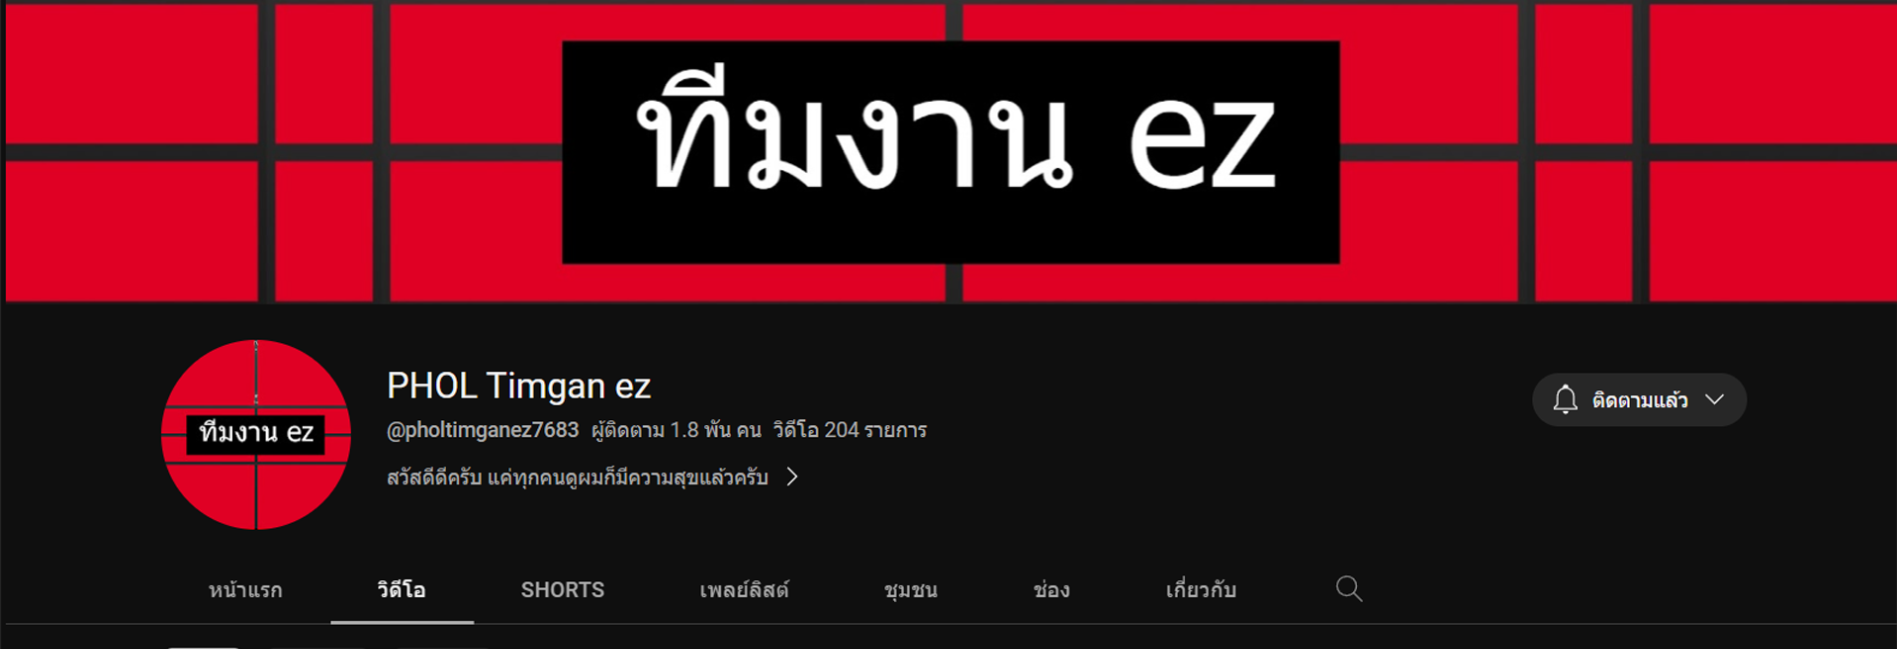 ทีมงาน ez
ทีมงาน ez
PHOL Timgan ez
@pholtimganez7683 ผู้ติดตาม 1.8 พัน คน วิดีโอ 204 รายการ
สวัสดีดีครับ แค่ทุกคนดูผมก็มีความสุขแล้วครับ
ติดตามแล้ว
หน้าแรก วิดีโอ SHORTS เพลย์ลิสต์ ชุมชน ช่อง เกี่ยวกับ